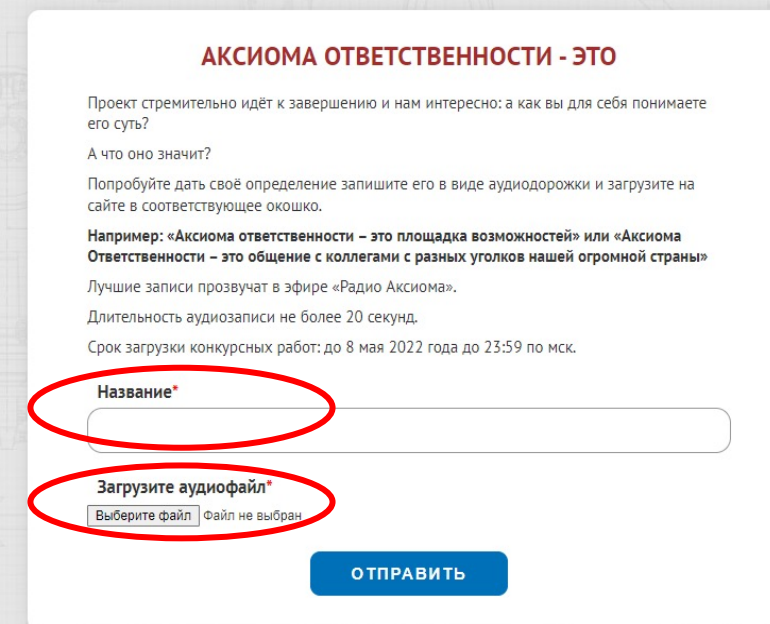 АКСИОМА ОТВЕТСТВЕННОСТИ - ЭТО
Проект стремительно идёт к завершению и нам интересно: а как вы для себя понимаете
его суть?
А что оно значит?
Попробуйте дать своё определение запишите его в виде аудиодорожки и загрузите на
сайте в соответствующее окошко.
Например: «Аксиома ответственности – это площадка возможностей» или «Аксиома
Ответственности – это общение с коллегами с разных уголков нашей огромной страны»
Лучшие записи прозвучат в эфире «Радио Аксиома».
Длительность аудиозаписи не более 20 секунд.
Срок загрузки конкурсных работ: до 8 мая 2022 года до 23:59 по мск.
Название*
Загрузите аудиофайл*
Выберите файл Файл не выбран
ОТПРАВИТЬ